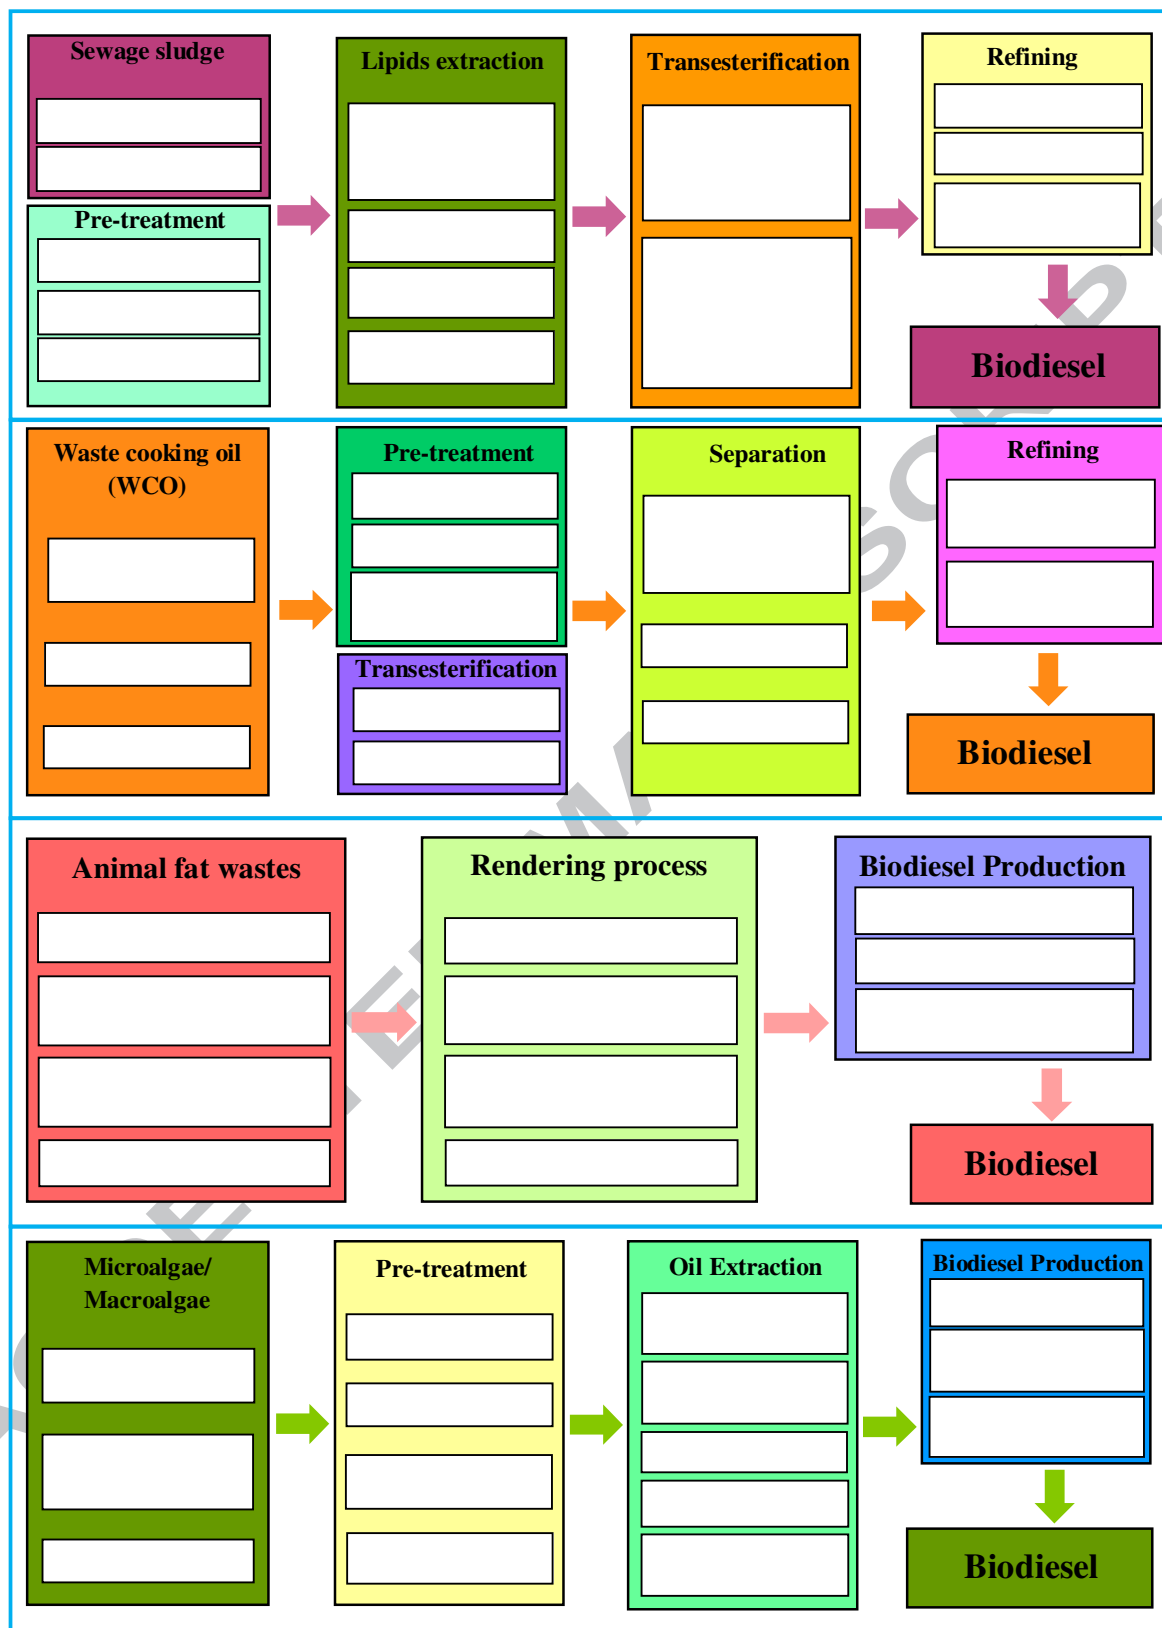 Sewage sludge
Pre-treatment
Lipids extraction
Transesterification
Refining
Biodiesel
Waste cooking oil
(WCO)
Pre-treatment
Transesterification
Separation
Refining
Biodiesel
Animal fat wastes
Rendering process
Biodiesel Production
Biodiesel
Microalgae/
Macroalgae
Pre-treatment
Oil Extraction
Biodiesel Production
Biodiesel